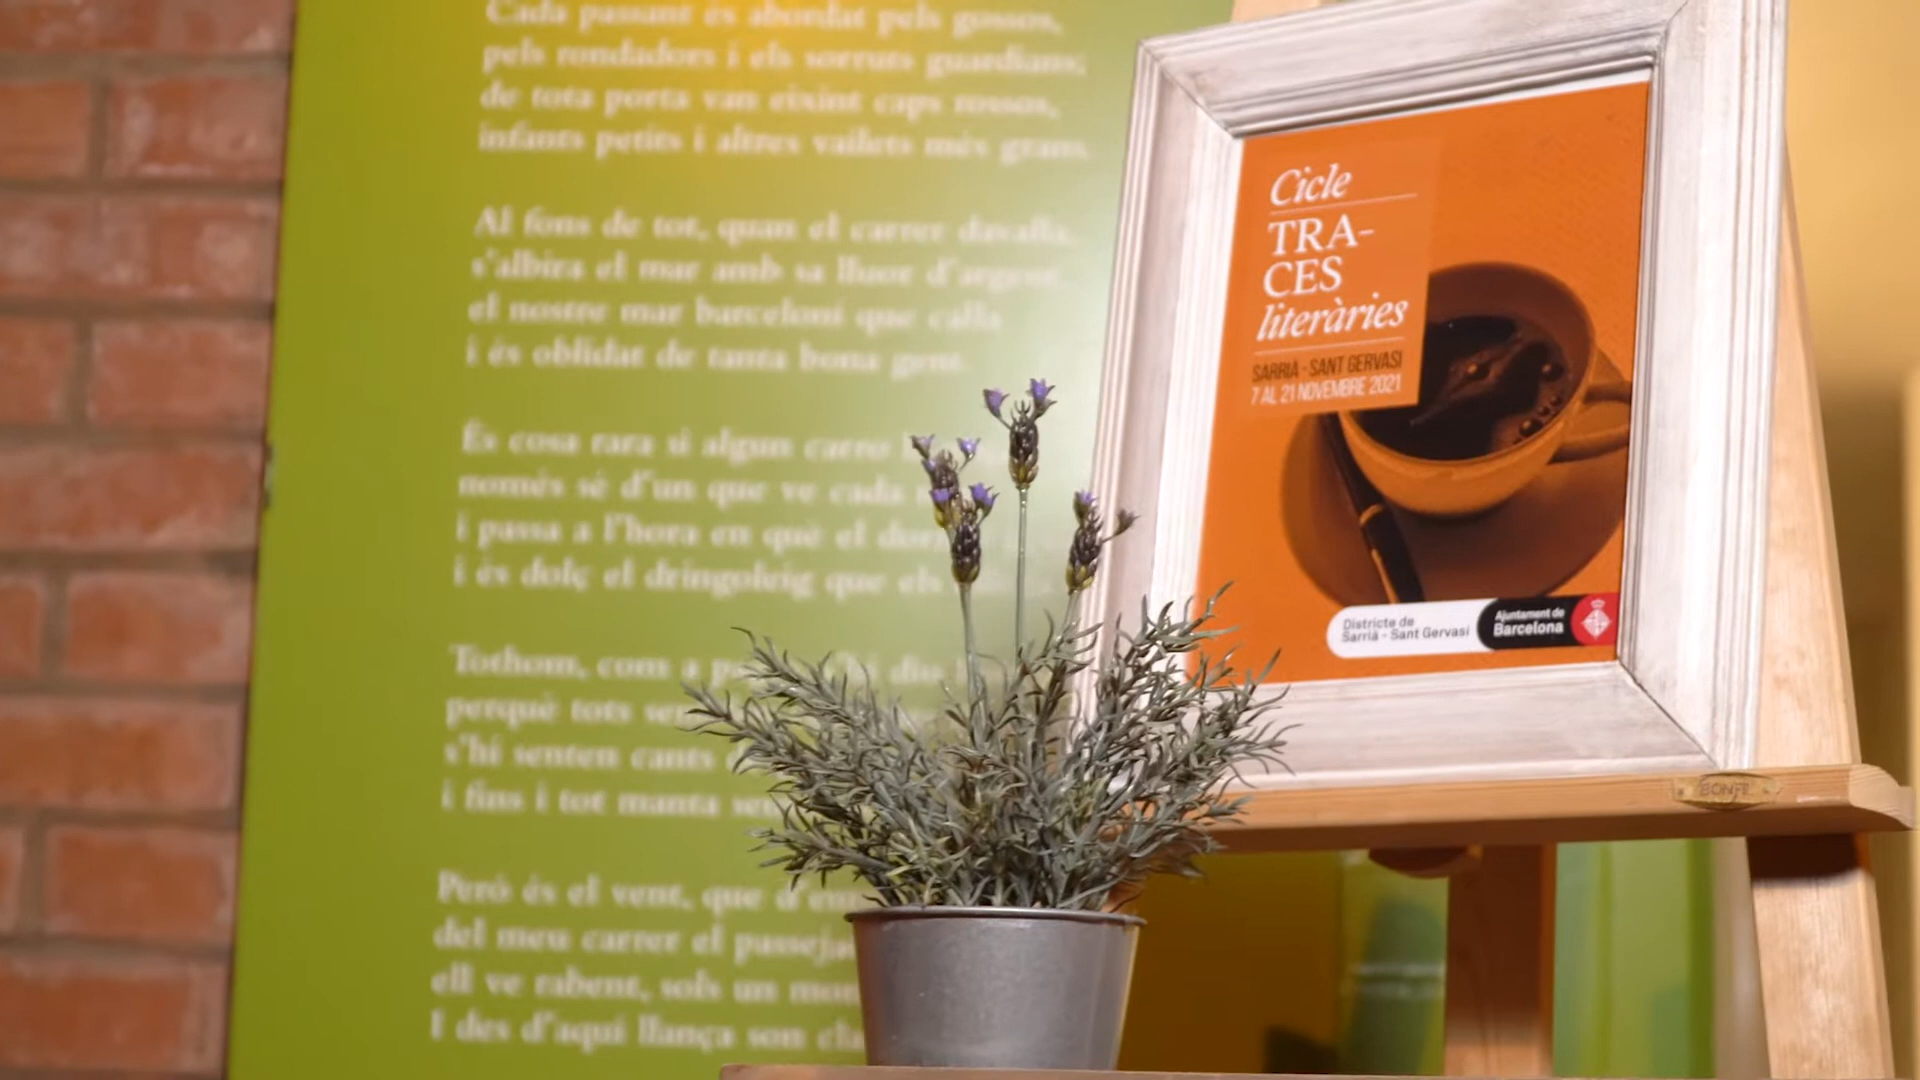 Cada passant és abordat pels gossos,
pels rondadors i els sorruts guardians;
de tota porta van eixint caps rossos,
infants petits i altres vailets més grans.
Al fons de tot, quan el carrer davalla,
s'albira el mar amb sa lluor d'argent,
el nostre mar barceloní que calla
i és oblidat de tanta bona gent.
És cosa rara si algun carro
només sé d'un que ve cada
i passa a l'hora en què el
i és dolç el dringoleig que els
Tothom, com a
perquè tots
s'hi senten cants
i fins i tot manta
Però és el vent, que
del meu carrer el
ell ve rabent, sols un
I des d'aquí llança son
Cicle
TRA-
CES
literàries
SARRIÀ - SANT GERVASI
7 AL 21 NOVEMBRE 2021
Districte de
Sarrià - Sant Gervasi
Ajuntament de
Barcelona